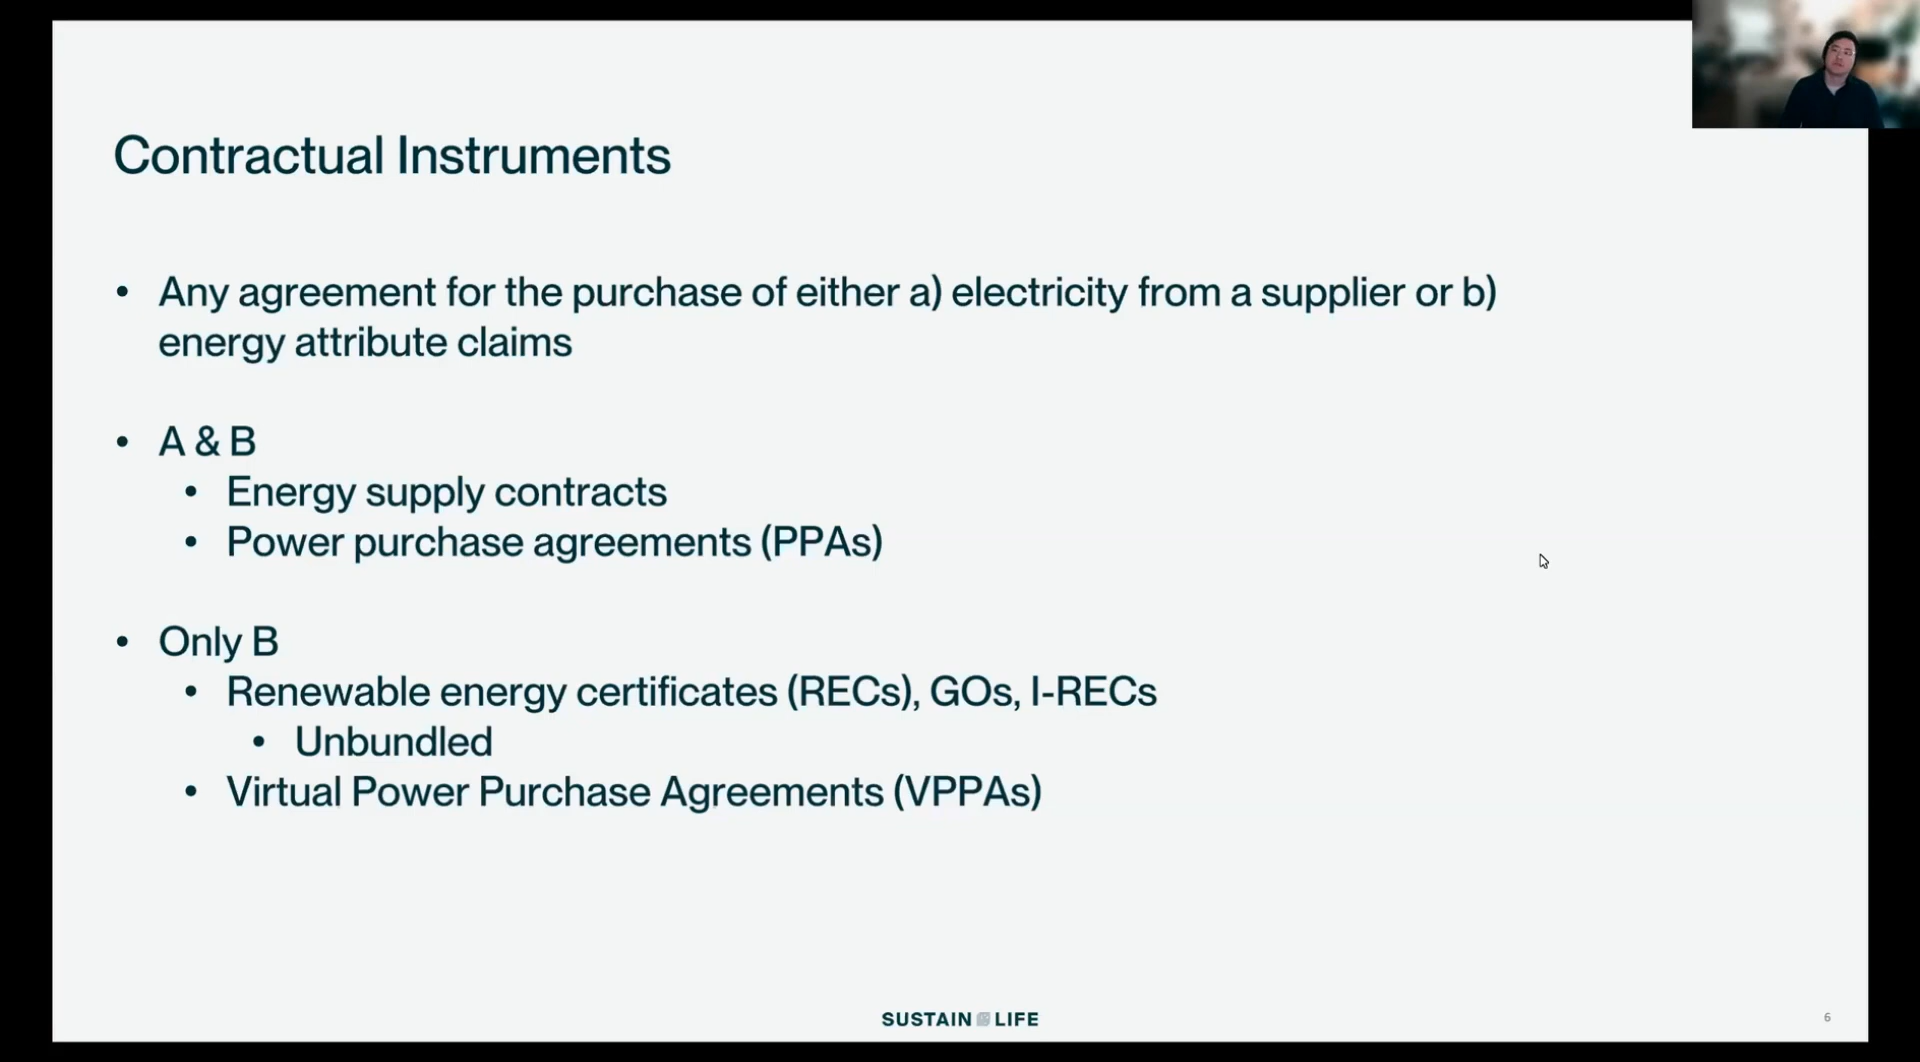 Contractual Instruments
• Any agreement for the purchase of either a) electricity from a supplier or b)
energy attribute claims
• A & B
• Energy supply contracts
• Power purchase agreements (PPAs)
• Only B
• Renewable energy certificates (RECs), GOs, I-RECs
• Unbundled
• Virtual Power Purchase Agreements (VPPAs)
SUSTAIN LIFE
6